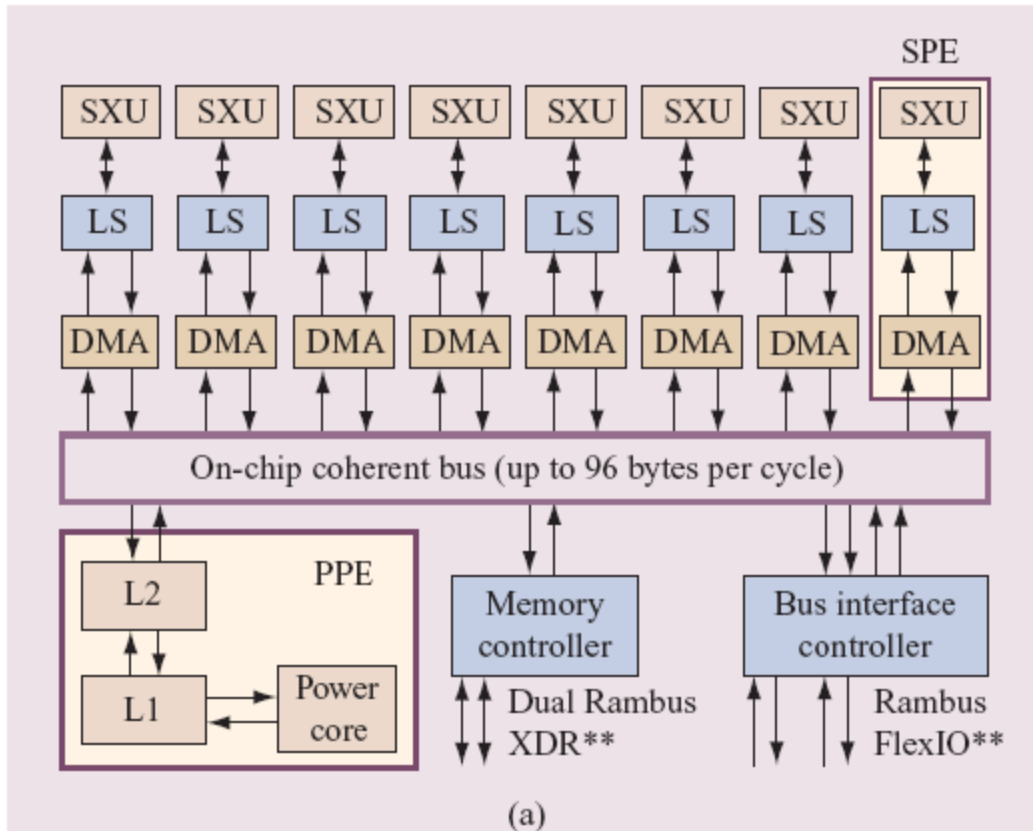 SPE
SXU SXU SXU SXU SXU SXU SXU SXU
LS LS LS LS LS LS LS LS
DMA DMA DMA DMA DMA DMA DMA DMA
On-chip coherent bus (up to 96 bytes per cycle)
PPE
L2
L1
Power
core
Memory
controller
Dual Rambus
XDR**
Bus interface
controller
Rambus
FlexIO**
(a)